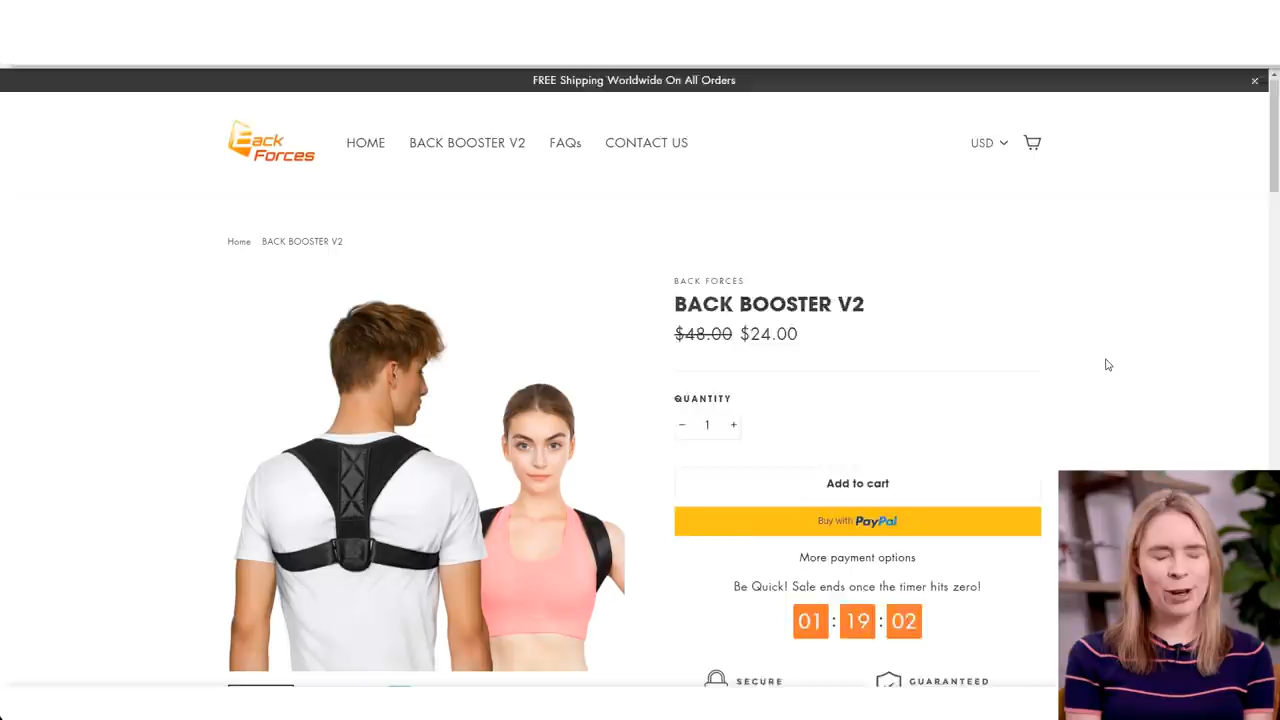 FREE Shipping Worldwide On All Orders
Back
Forces
HOME
BACK BOOSTER V2
FAQs
CONTACT US
USD
Home
BACK BOOSTER V2
BACK FORCES
BACK BOOSTER V2
$48.00 $24.00
QUANTITY
− 1 +
Add to cart
Buy with PayPal
More payment options
Be Quick! Sale ends once the timer hits zero!
01 : 19 : 02
SECURE
GUARANTEED